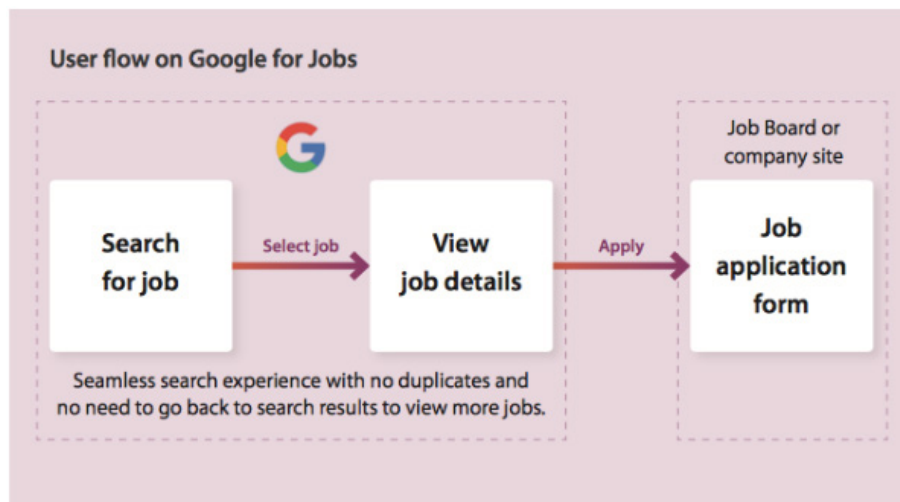 User flow on Google for Jobs
Job Board or
company site
Search
for job
Select job
View
job details
Apply
Job
application
form
Seamless search experience with no duplicates and
no need to go back to search results to view more jobs.